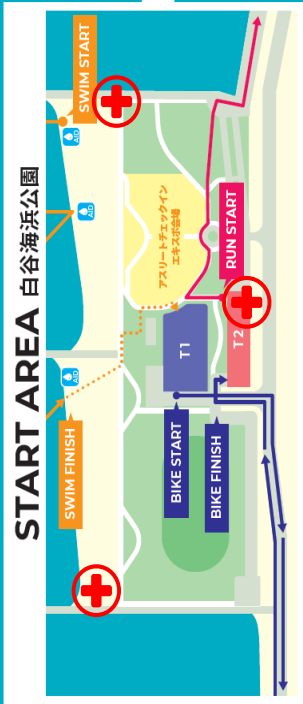 START AREA 白谷海浜公園
SWIM START
AID
AID
AID
SWIM FINISH
アスリートチェックイン
エキスポ会場
RUN START
T1
T2
BIKE START
BIKE FINISH